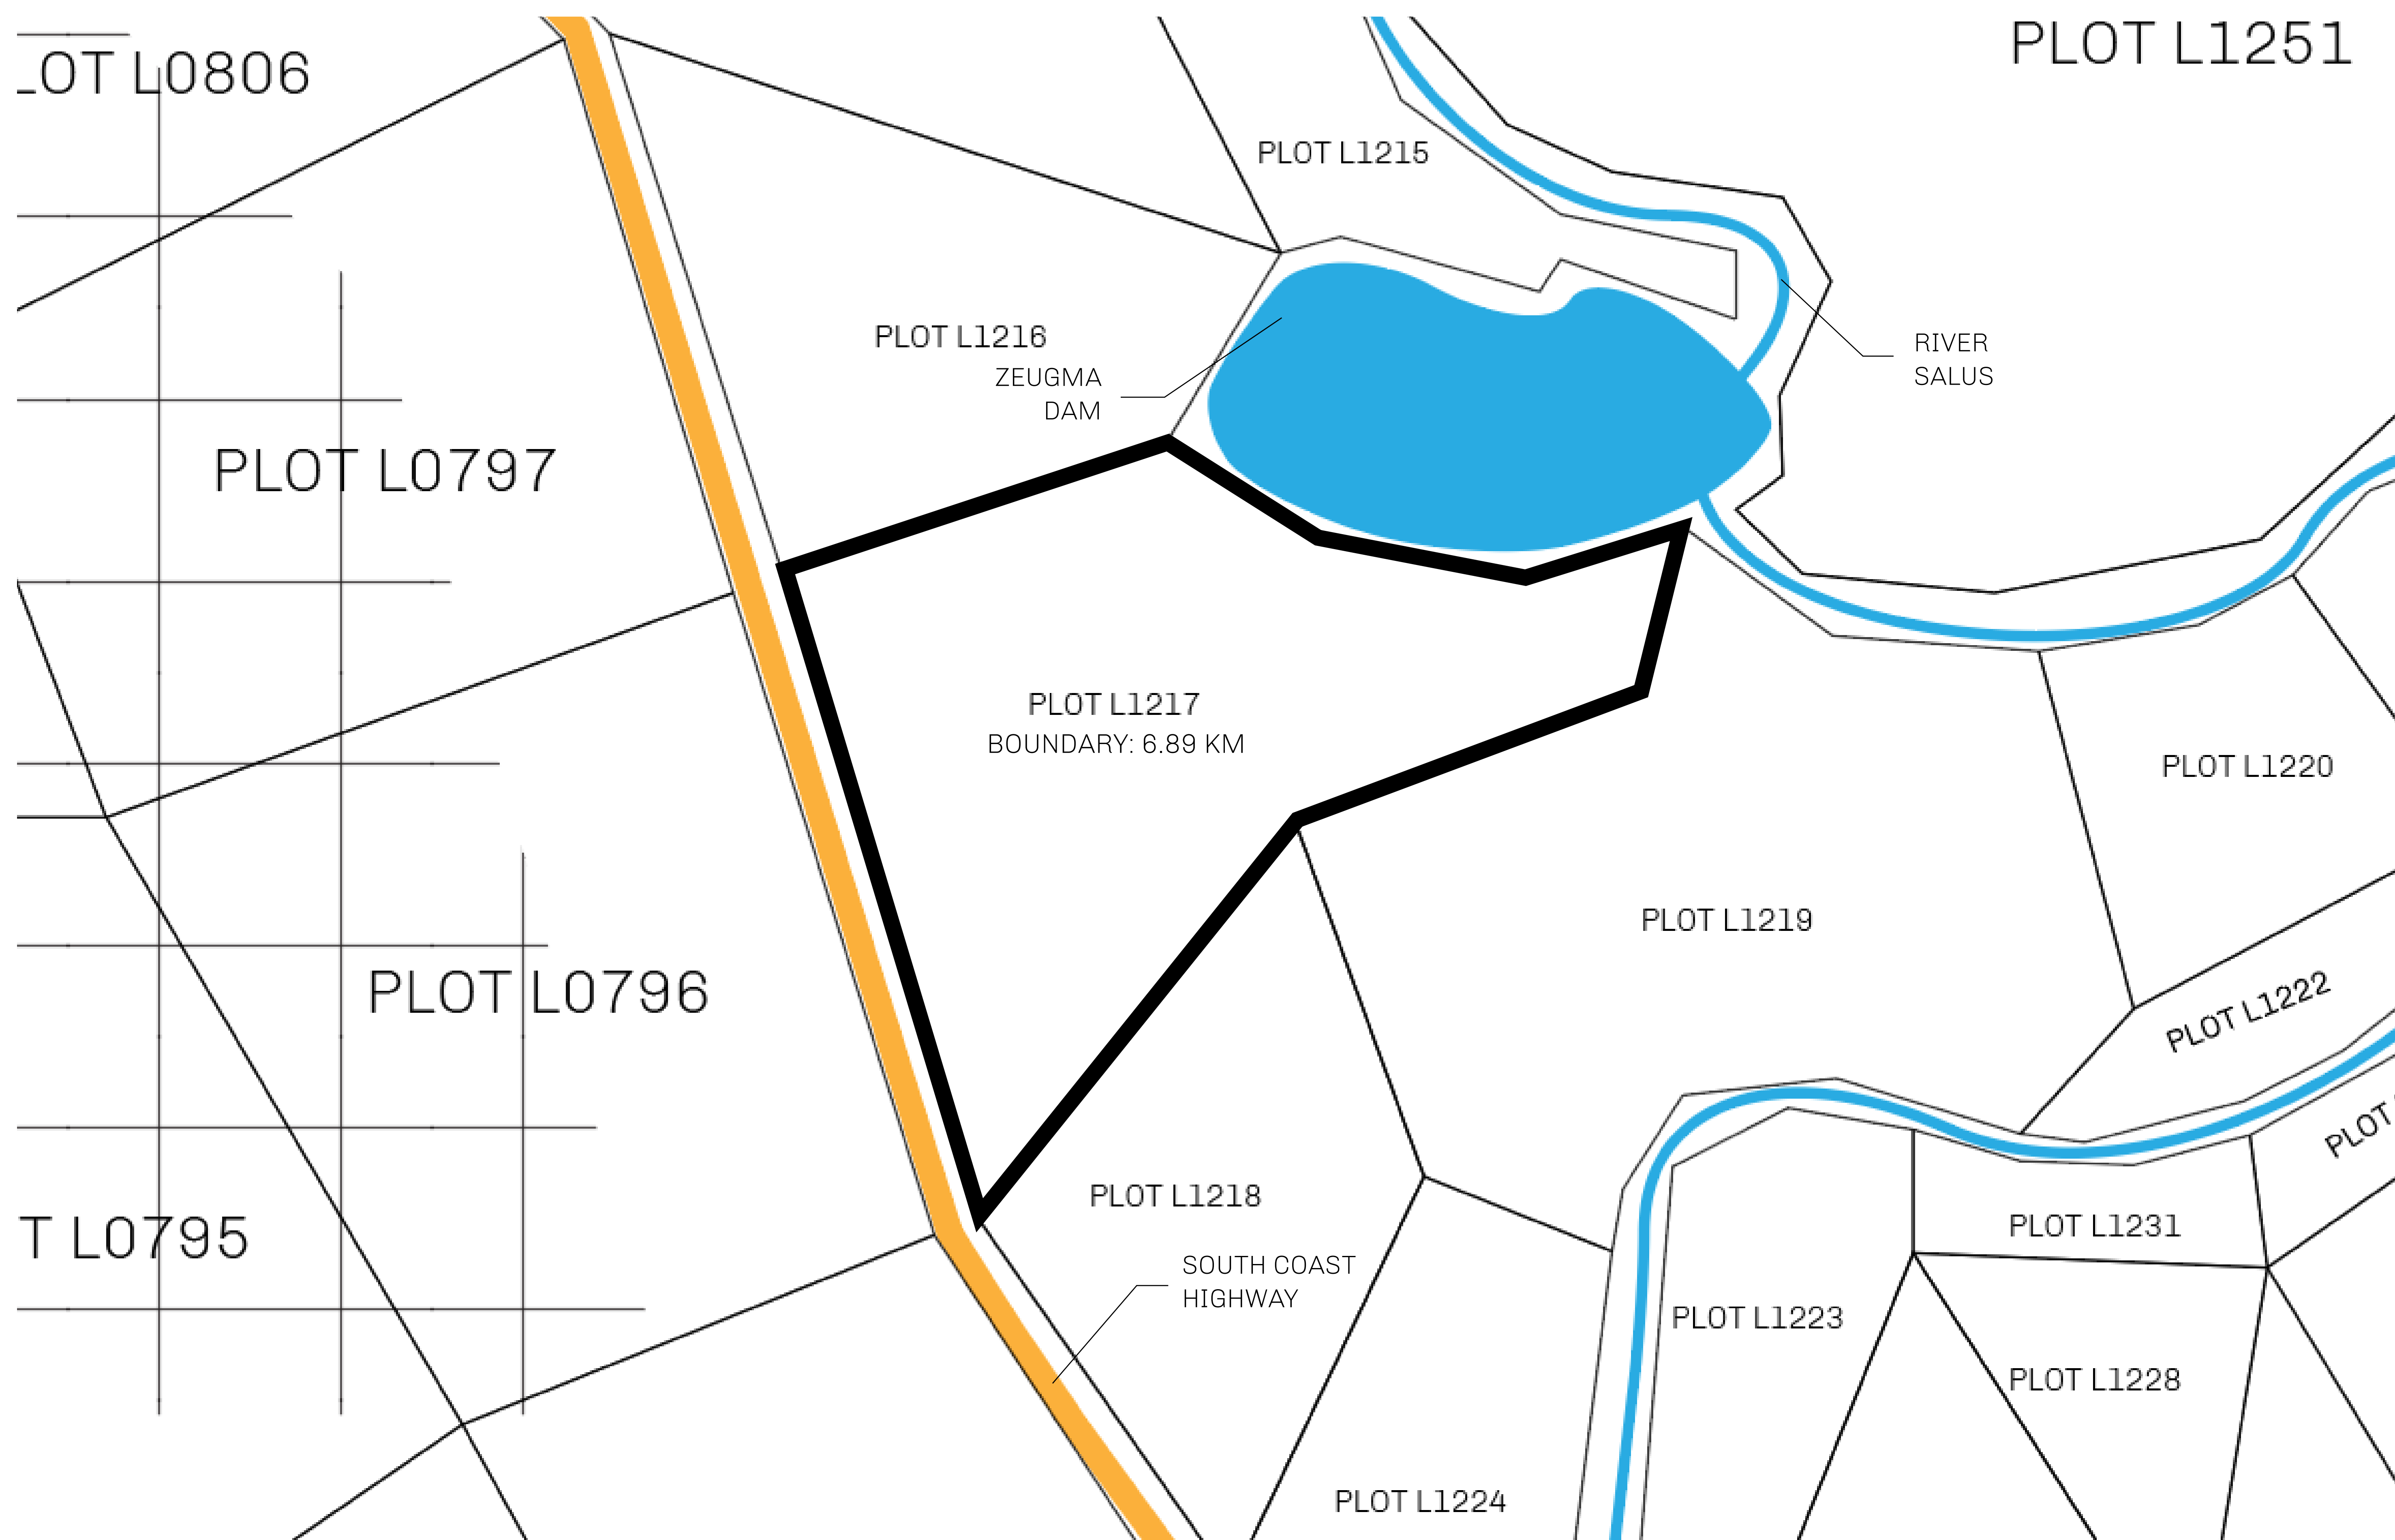 PLOT L1251
LOT L0806
PLOT L1215
PLOT L1216
RIVER
SALUS
ZEUGMA
DAM
PLOT L0797
PLOT L1217
BOUNDARY: 6.89 KM
PLOT L1220
PLOT L1219
PLOT L0796
PLOT L1222
PLOT
PLOT L1218
T L0795
PLOT L1231
SOUTH COAST
HIGHWAY
PLOT L1223
PLOT L1228
PLOT L1224